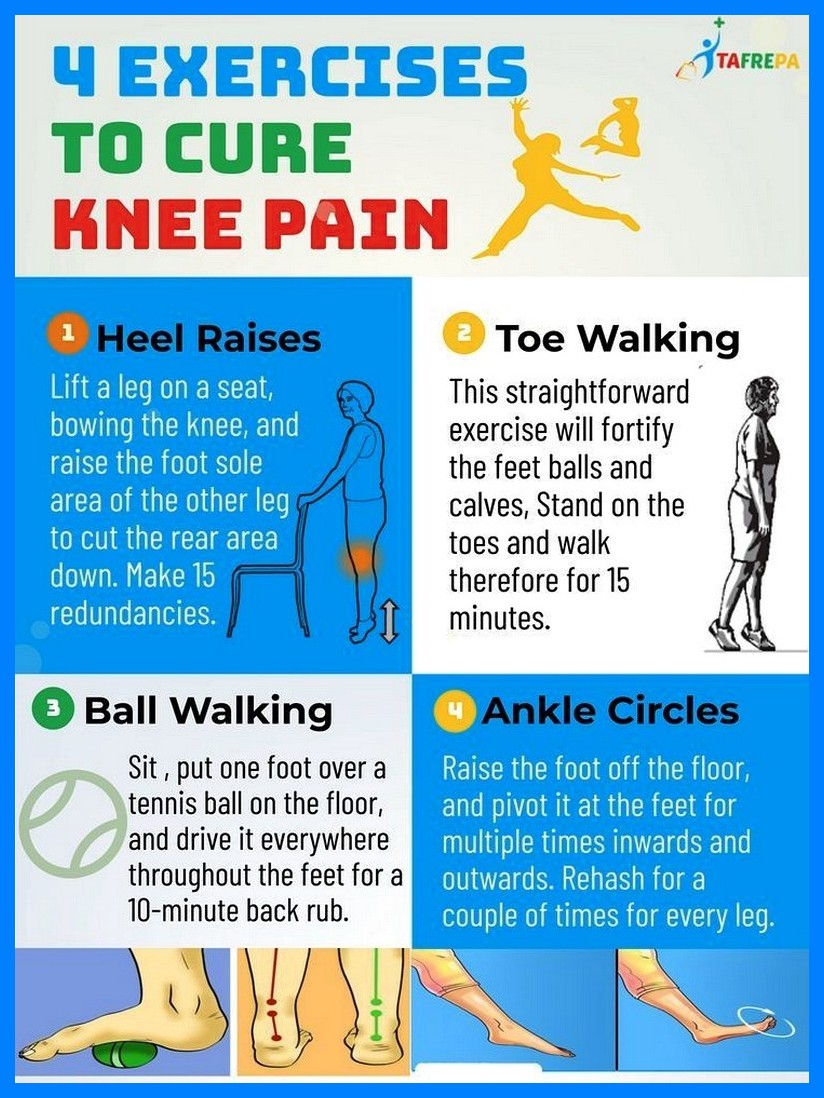 4 EXERCISES
TO CURE
KNEE PAIN
TAFREPA
1 Heel Raises
Lift a leg on a seat,
bowing the knee, and
raise the foot sole
area of the other leg
to cut the rear area
down. Make 15
redundancies.
2 Toe Walking
This straightforward
exercise will fortify
the feet balls and
calves, Stand on the
toes and walk
therefore for 15
minutes.
3 Ball Walking
Sit , put one foot over a
tennis ball on the floor,
and drive it everywhere
throughout the feet for a
10-minute back rub.
4 Ankle Circles
Raise the foot off the floor,
and pivot it at the feet for
multiple times inwards and
outwards. Rehash for a
couple of times for every leg.